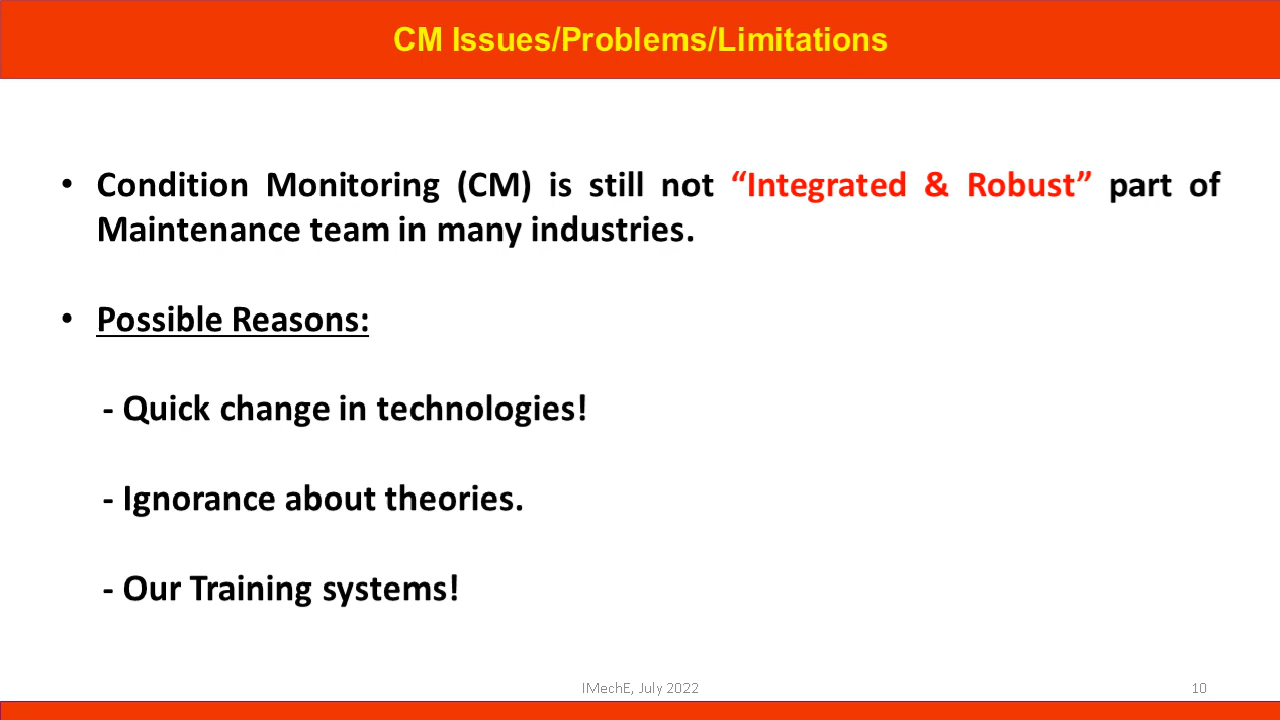 CM Issues/Problems/Limitations
• Condition Monitoring (CM) is still not “Integrated & Robust” part of
Maintenance team in many industries.
• Possible Reasons:
- Quick change in technologies!
- Ignorance about theories.
- Our Training systems!
IMechE, July 2022
10